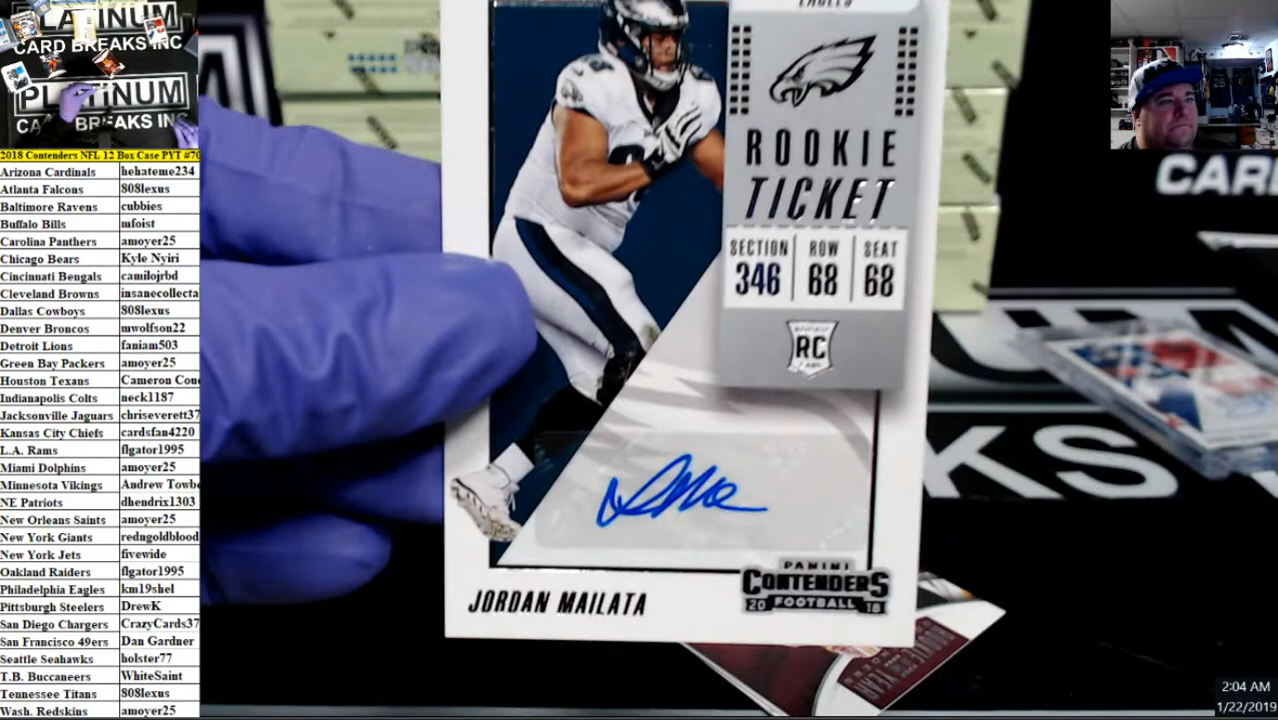 PLATINUM
CARD BREAKS INC
PLATINUM
CARD BREAKS INC
2018 Contenders NFL 12 Box Case PYT #70
Arizona Cardinals hehateme234
Atlanta Falcons 808lexus
Baltimore Ravens cubbies
Buffalo Bills mfoist
Carolina Panthers amoyer25
Chicago Bears Kyle Nyiri
Cincinnati Bengals camilojrbd
Cleveland Browns insanecollecta
Dallas Cowboys 808lexus
Denver Broncos mwolfson22
Detroit Lions faniam503
Green Bay Packers amoyer25
Houston Texans Cameron Cou
Indianapolis Colts neck1187
Jacksonville Jaguars chriseverett37
Kansas City Chiefs cardsfan4220
L.A. Rams flgator1995
Miami Dolphins amoyer25
Minnesota Vikings Andrew Towb
NE Patriots dhendrix1303
New Orleans Saints amoyer25
New York Giants redngoldblood
New York Jets fivewide
Oakland Raiders flgator1995
Philadelphia Eagles km19shel
Pittsburgh Steelers DrewK
San Diego Chargers CrazyCards37
San Francisco 49ers Dan Gardner
Seattle Seahawks holster77
T.B. Buccaneers WhiteSaint
Tennessee Titans 808lexus
Wash. Redskins amoyer25
EAGLES
ROOKIE
TICKET
SECTION ROW SEAT
346 68 68
RC
PANINI
CONTENDERS
20 FOOTBALL 18
JORDAN MAILATA
CAR
KS
2:04 AM
1/22/2019